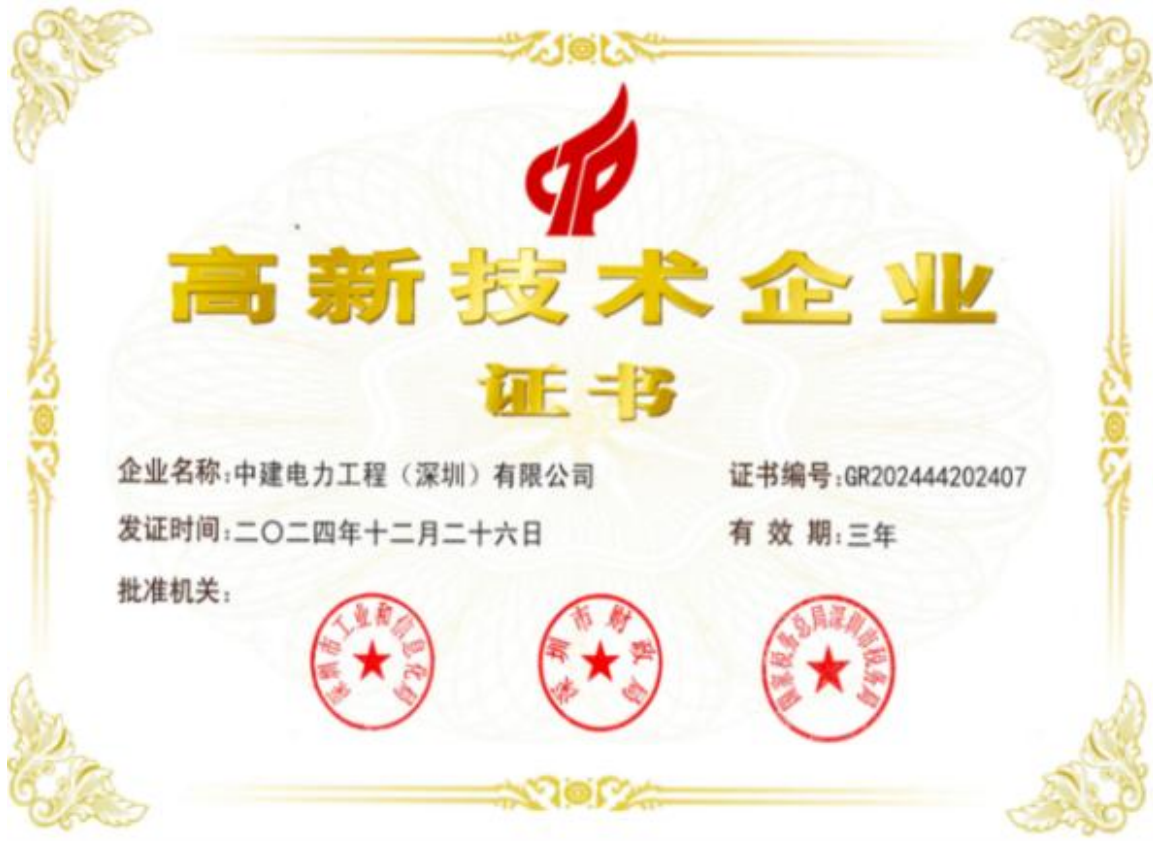 高新技术企业
证书
企业名称:中建电力工程（深圳）有限公司
证书编号:GR202444202407
发证时间:二〇二四年十二月二十六日
有 效 期:三年
批准机关:
深圳市工业和信息化局
深圳市财政局
国家税务总局深圳市税务局